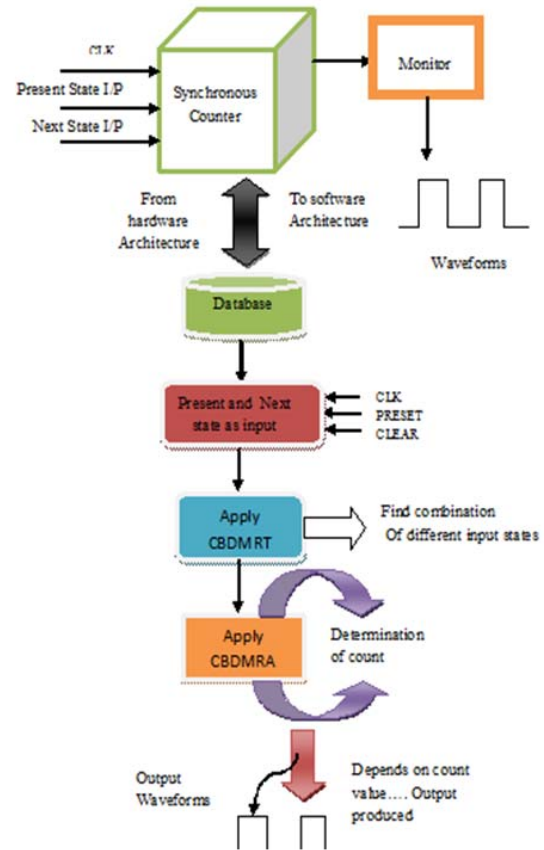 CLK
Present State I/P
Next State I/P
Synchronous
Counter
Monitor
From
hardware
Architecture
To software
Architecture
Waveforms
Database
Present and Next
state as input
CLK
PRESET
CLEAR
Apply
CBDMRT
Find combination
Of different input states
Apply
CBDMRA
Determination
of count
Output
Waveforms
Depends on count
value.... Output
produced